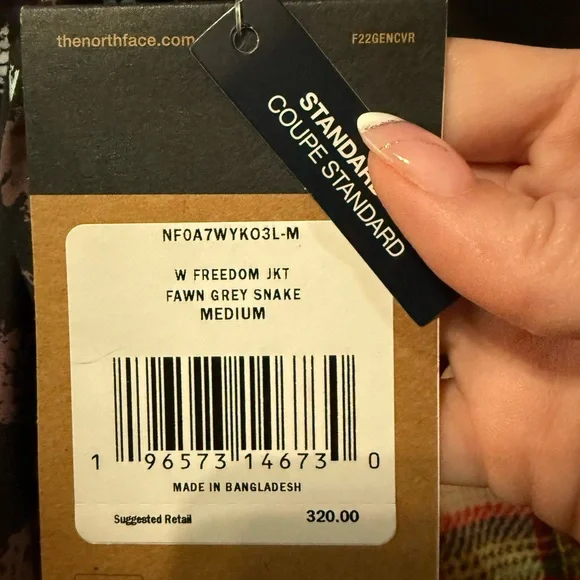 thenorthface.com
F22GENCVR
STANDARD
COUPE STANDARD
NF0A7WYKO3L-M
W FREEDOM JKT
FAWN GREY SNAKE
MEDIUM
1 96573 14673 0
MADE IN BANGLADESH
Suggested Retail 320.00